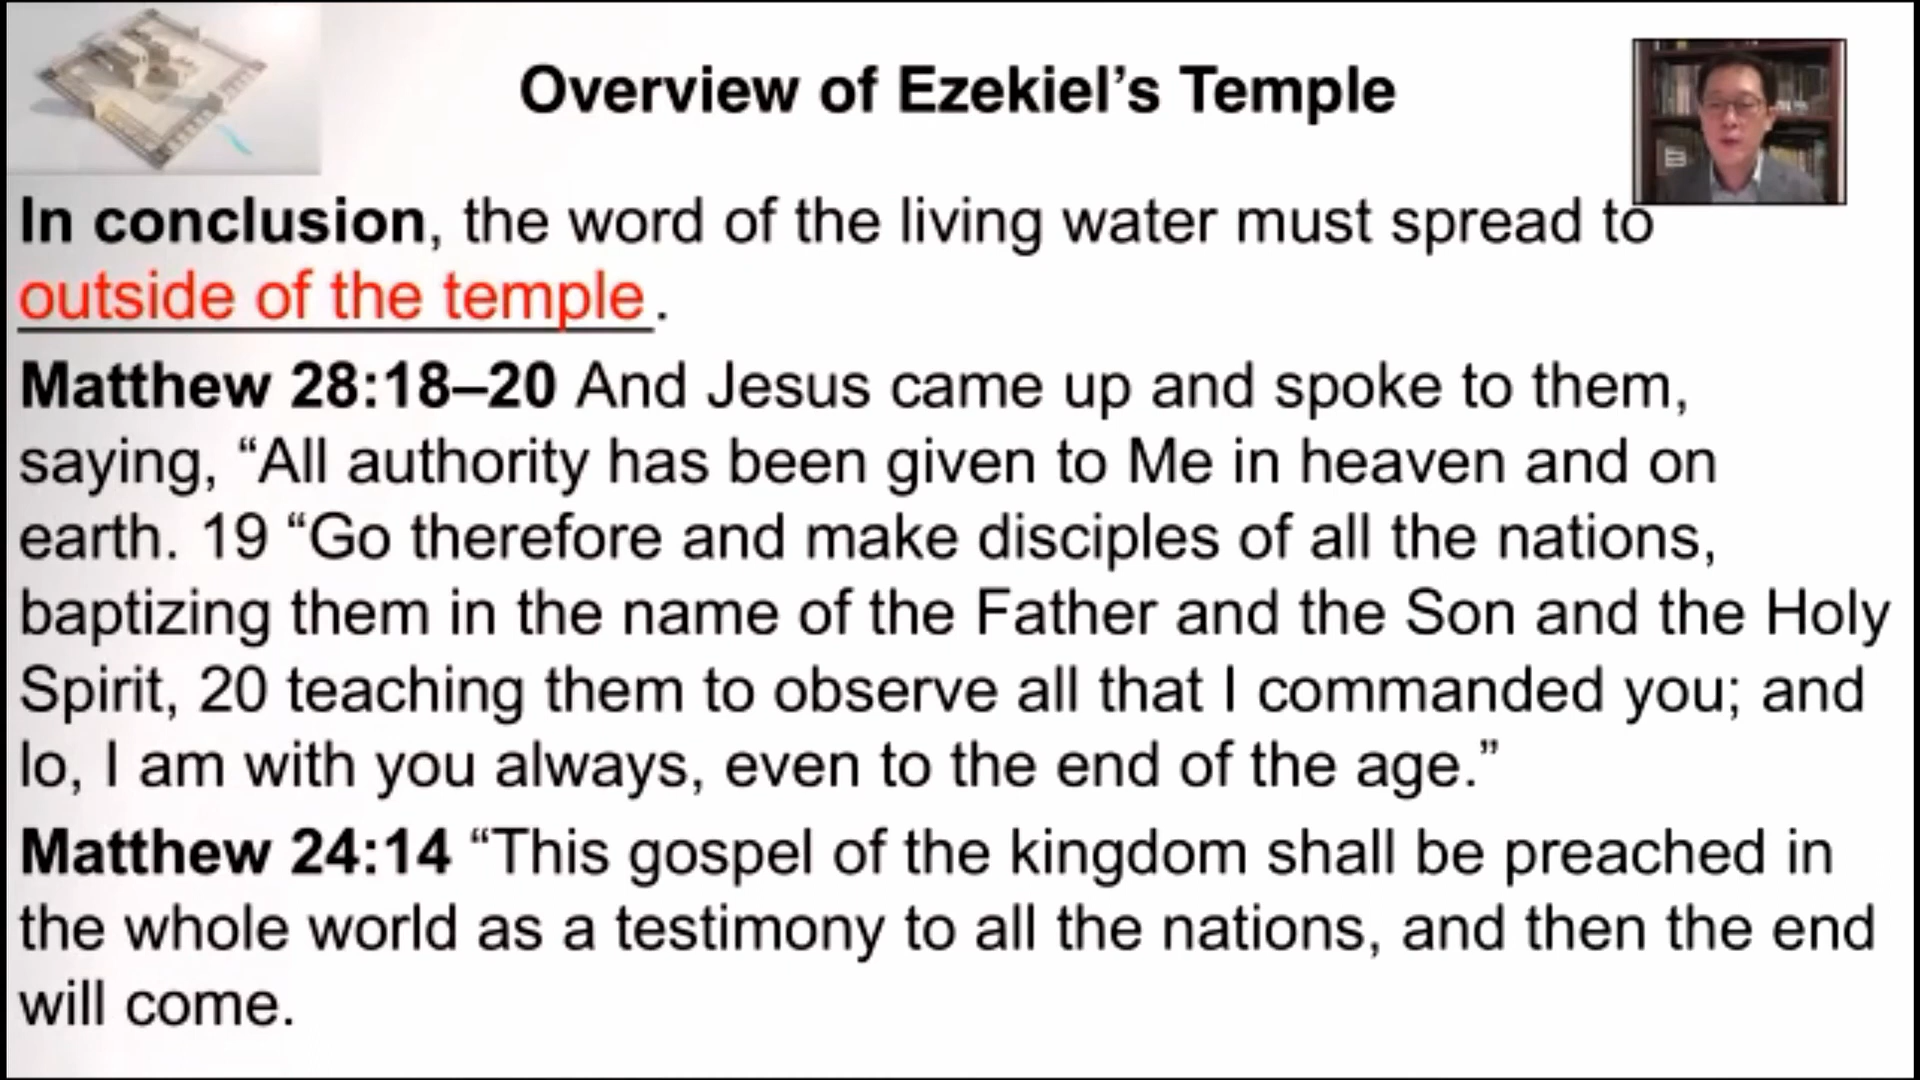 Overview of Ezekiel’s Temple
In conclusion, the word of the living water must spread to
outside of the temple.
Matthew 28:18–20 And Jesus came up and spoke to them,
saying, “All authority has been given to Me in heaven and on
earth. 19 “Go therefore and make disciples of all the nations,
baptizing them in the name of the Father and the Son and the Holy
Spirit, 20 teaching them to observe all that I commanded you; and
lo, I am with you always, even to the end of the age.”
Matthew 24:14 “This gospel of the kingdom shall be preached in
the whole world as a testimony to all the nations, and then the end
will come.